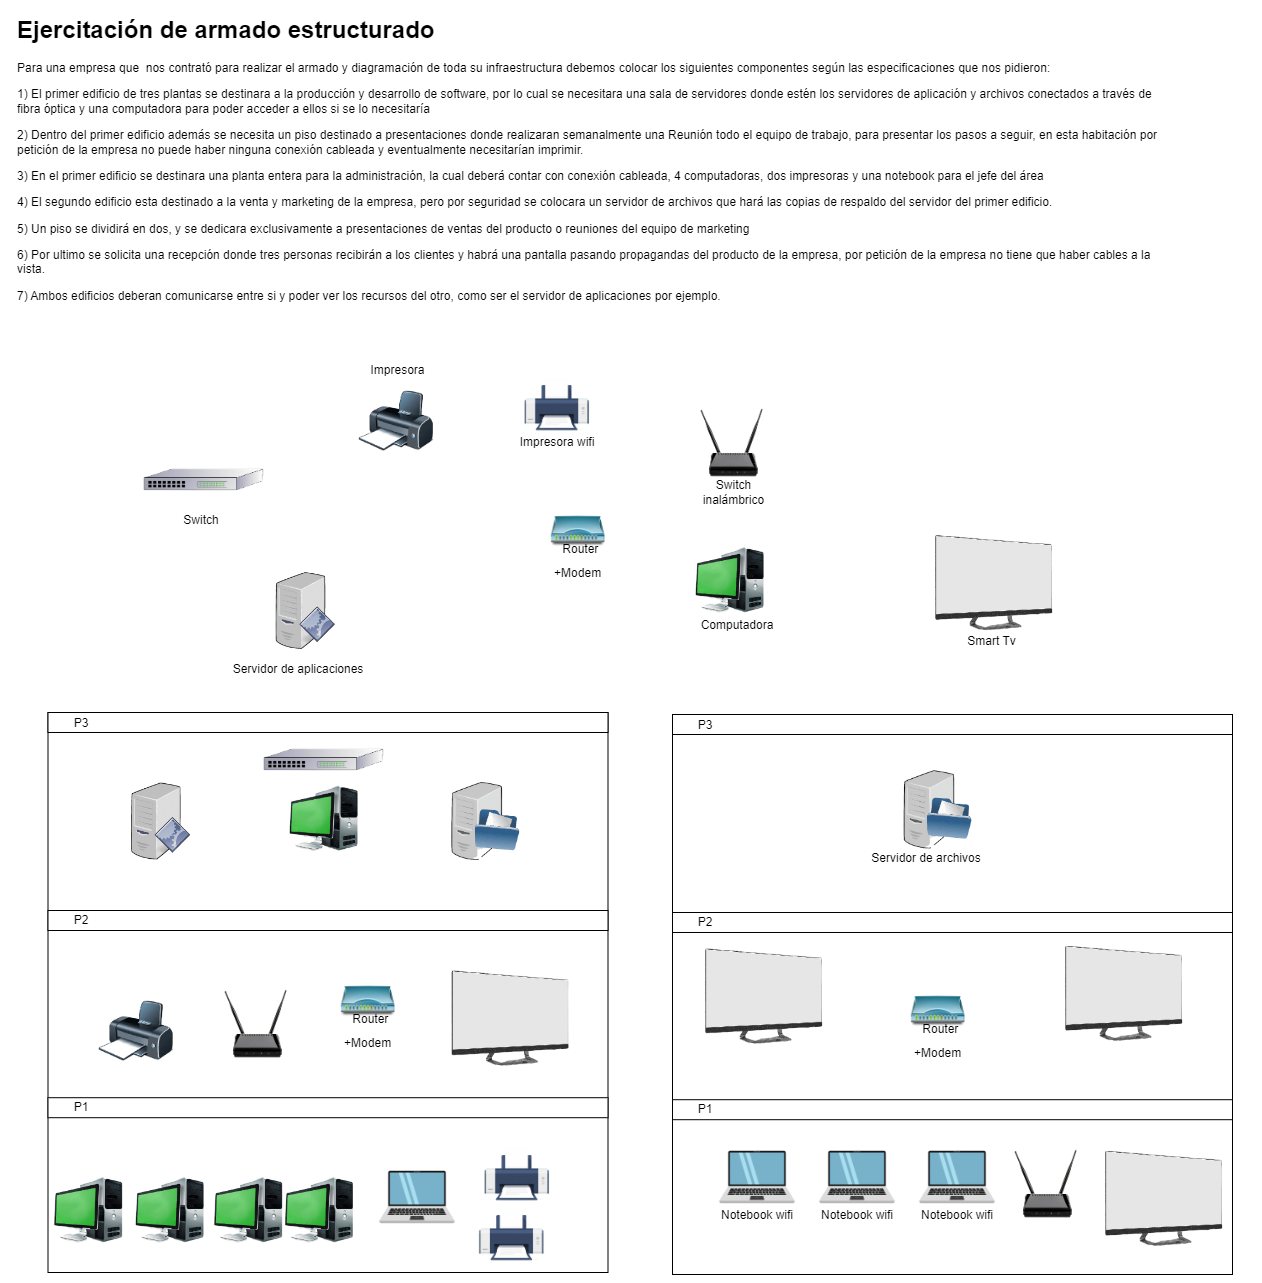 Ejercitación de armado estructurado
Para una empresa que  nos contrató para realizar el armado y diagramación de toda su infraestructura debemos colocar los siguientes componentes según las especificaciones que nos pidieron:
1) El primer edificio de tres plantas se destinara a la producción y desarrollo de software, por lo cual se necesitara una sala de servidores donde estén los servidores de aplicación y archivos conectados a través de
fibra óptica y una computadora para poder acceder a ellos si se lo necesitaría
2) Dentro del primer edificio además se necesita un piso destinado a presentaciones donde realizaran semanalmente una Reunión todo el equipo de trabajo, para presentar los pasos a seguir, en esta habitación por
petición de la empresa no puede haber ninguna conexión cableada y eventualmente necesitarían imprimir.
3) En el primer edificio se destinara una planta entera para la administración, la cual deberá contar con conexión cableada, 4 computadoras, dos impresoras y una notebook para el jefe del área
4) El segundo edificio esta destinado a la venta y marketing de la empresa, pero por seguridad se colocara un servidor de archivos que hará las copias de respaldo del servidor del primer edificio.
5) Un piso se dividirá en dos, y se dedicara exclusivamente a presentaciones de ventas del producto o reuniones del equipo de marketing
6) Por ultimo se solicita una recepción donde tres personas recibirán a los clientes y habrá una pantalla pasando propagandas del producto de la empresa, por petición de la empresa no tiene que haber cables a la
vista.
7) Ambos edificios deberan comunicarse entre si y poder ver los recursos del otro, como ser el servidor de aplicaciones por ejemplo.
Impresora
Impresora wifi
Switch
inalámbrico
Switch
Router
+Modem
Computadora
Smart Tv
Servidor de aplicaciones
P3
P3
Servidor de archivos
P2
P2
Router
+Modem
Router
+Modem
P1
P1
Notebook wifi
Notebook wifi
Notebook wifi